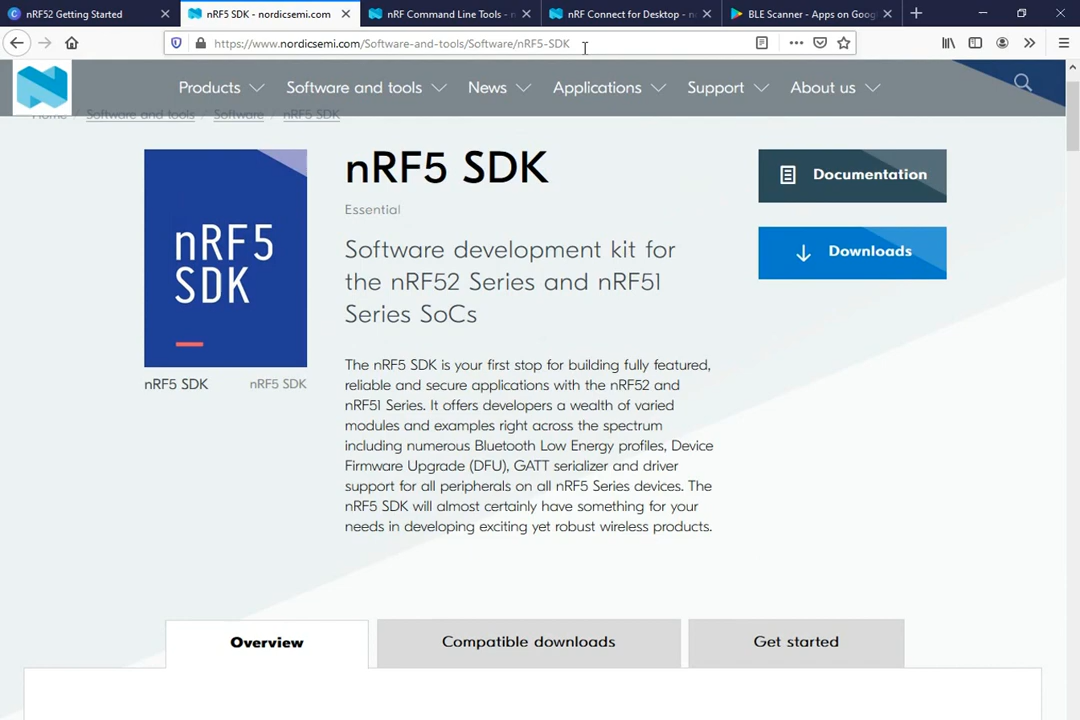 nRF52 Getting Started
nRF5 SDK - nordicsemi.com
nRF Command Line Tools - n
nRF Connect for Desktop - n
BLE Scanner - Apps on Goog
https://www.nordicsemi.com/Software-and-tools/Software/nRF5-SDK
Products
Software and tools
News
Applications
Support
About us
Home
Software and tools
Software
nRF5 SDK
nRF5
SDK
nRF5 SDK
nRF5 SDK
nRF5 SDK
Essential
Software development kit for
the nRF52 Series and nRF51
Series SoCs
The nRF5 SDK is your first stop for building fully featured,
reliable and secure applications with the nRF52 and
nRF51 Series. It offers developers a wealth of varied
modules and examples right across the spectrum
including numerous Bluetooth Low Energy profiles, Device
Firmware Upgrade (DFU), GATT serializer and driver
support for all peripherals on all nRF5 Series devices. The
nRF5 SDK will almost certainly have something for your
needs in developing exciting yet robust wireless products.
Documentation
Downloads
Overview
Compatible downloads
Get started